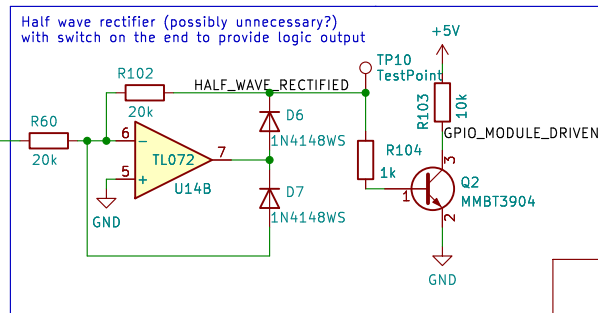 Half wave rectifier (possibly unnecessary?)
with switch on the end to provide logic output
+5V
TP10
TestPoint
R102
20k
HALF_WAVE_RECTIFIED
R103
10k
D6
1N4148WS
R60
20k
6
7
5
−
+
TL072
U14B
GND
D7
1N4148WS
R104
1k
GPIO_MODULE_DRIVEN
3
1
2
Q2
MMBT3904
GND